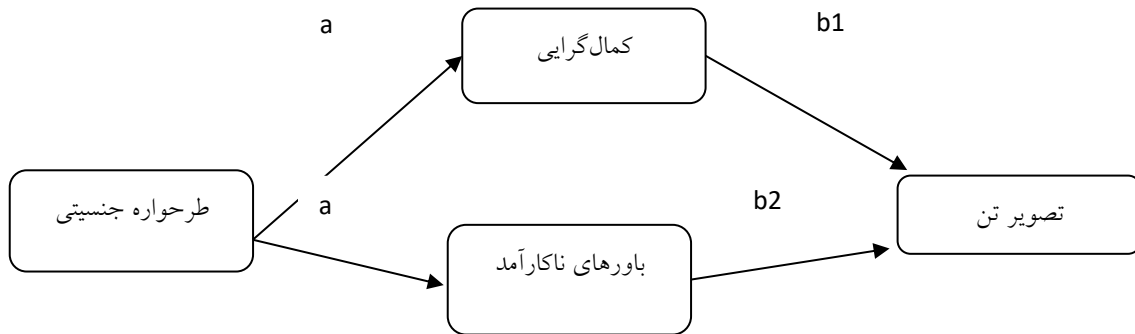 a
کمال‌گرایی
b1
طرحواره جنسیتی
a
باورهای ناکارآمد
b2
تصویر تن